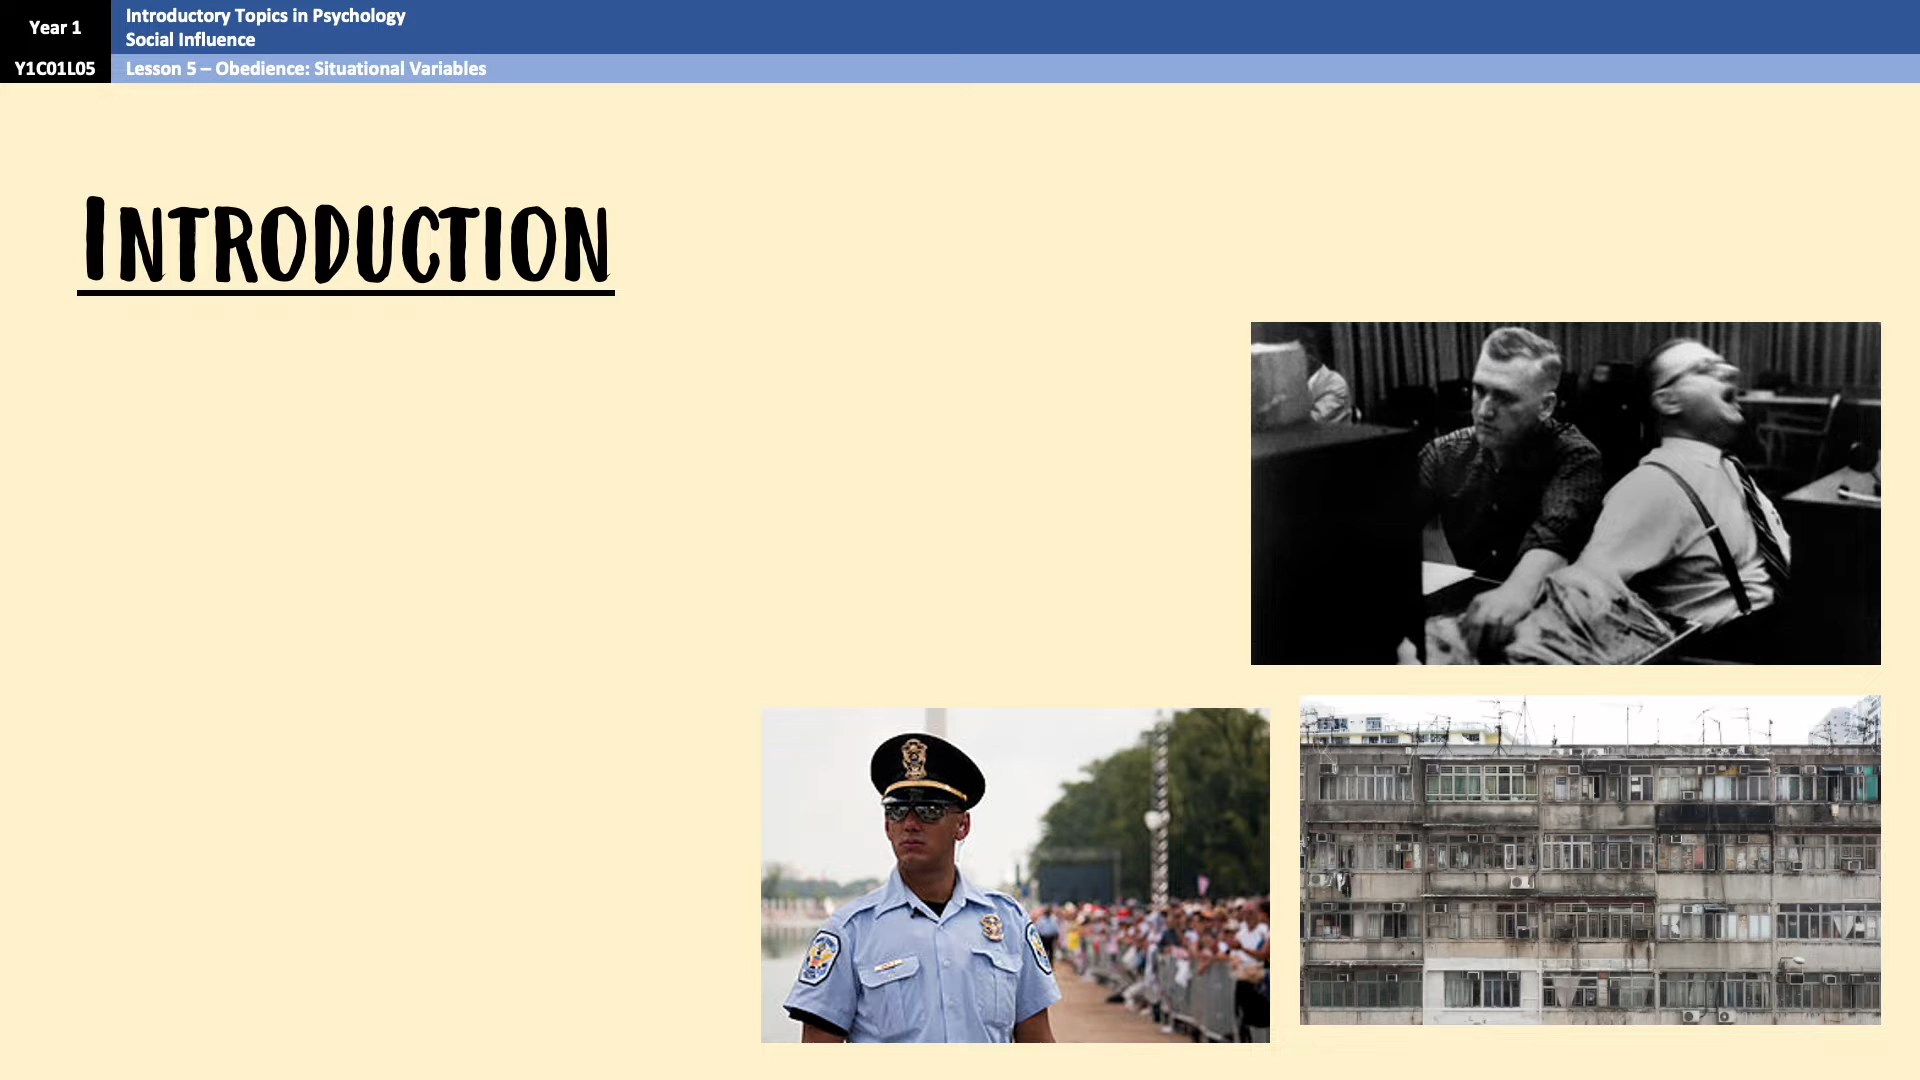 Year 1
Introductory Topics in Psychology
Social Influence
Y1C01L05
Lesson 5 – Obedience: Situational Variables
INTRODUCTION